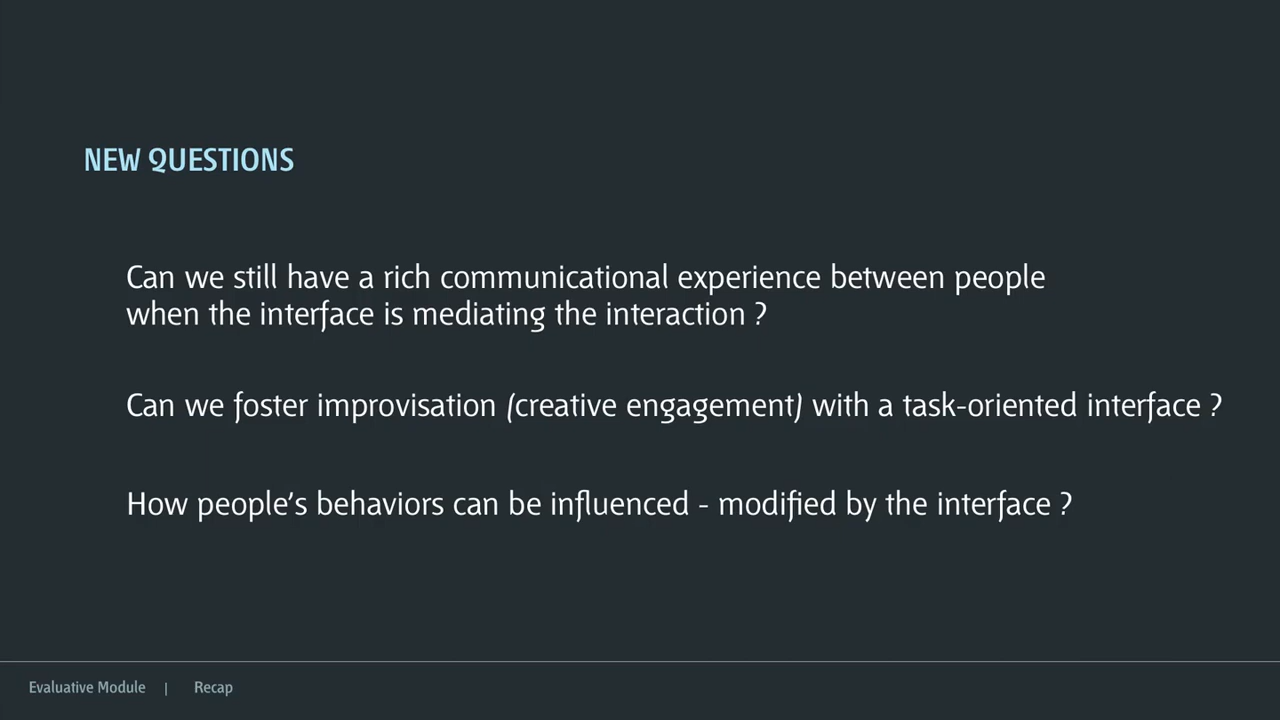 NEW QUESTIONS
Can we still have a rich communicational experience between people
when the interface is mediating the interaction ?
Can we foster improvisation (creative engagement) with a task-oriented interface ?
How people’s behaviors can be influenced - modified by the interface ?
Evaluative Module | Recap